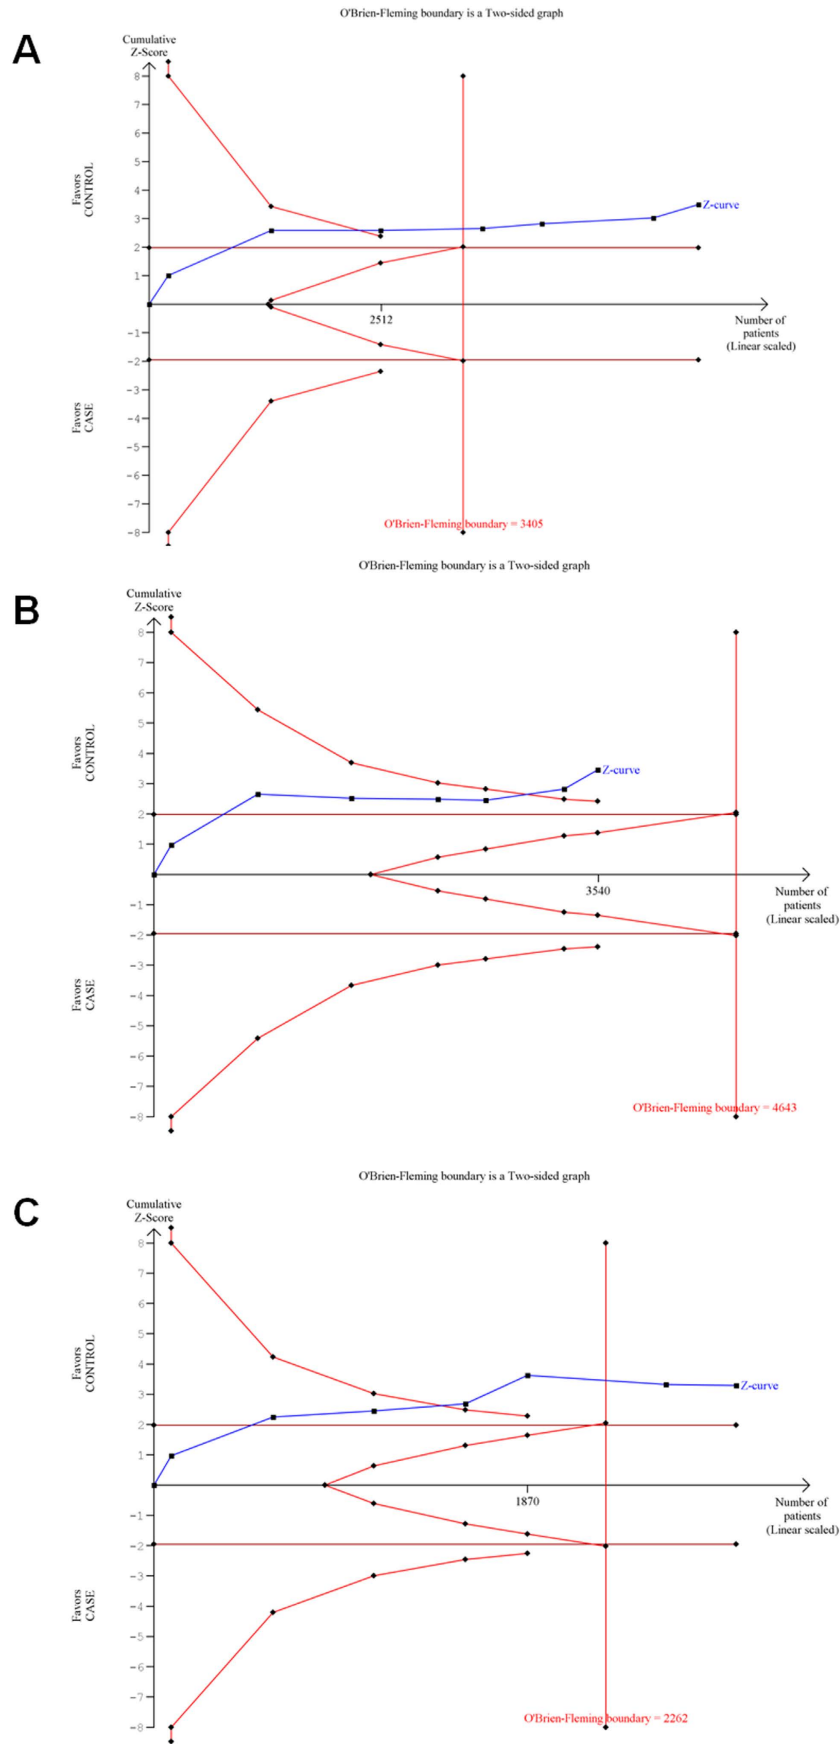 O'Brien-Fleming boundary is a Two-sided graph
A
Cumulative
Z-Score
8
7
6
5
4
3
2
1
-1
-2
-3
-4
-5
-6
-7
-8
Favors
CONTROL
Favors
CASE
Z-curve
2512
Number of
patients
(Linear scaled)
O'Brien-Fleming boundary = 3405
O'Brien-Fleming boundary is a Two-sided graph
B
Cumulative
Z-Score
8
7
6
5
4
3
2
1
-1
-2
-3
-4
-5
-6
-7
-8
Favors
CONTROL
Favors
CASE
Z-curve
3540
Number of
patients
(Linear scaled)
O'Brien-Fleming boundary = 4643
O'Brien-Fleming boundary is a Two-sided graph
C
Cumulative
Z-Score
8
7
6
5
4
3
2
1
-1
-2
-3
-4
-5
-6
-7
-8
Favors
CONTROL
Favors
CASE
Z-curve
1870
Number of
patients
(Linear scaled)
O'Brien-Fleming boundary = 2262